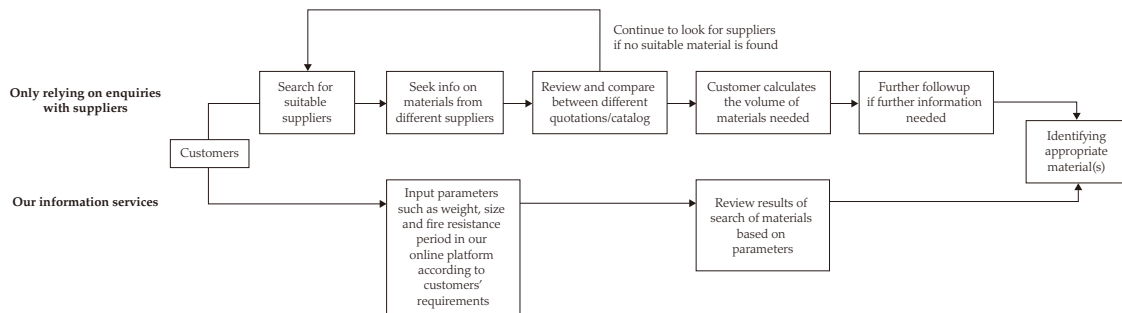 Continue to look for suppliers
if no suitable material is found
Only relying on enquiries
with suppliers
Search for
suitable
suppliers
Seek info on
materials from
different suppliers
Review and compare
between different
quotations/catalog
Customer calculates
the volume of
materials needed
Further followup
if further information
needed
Customers
Identifying
appropriate
material(s)
Our information services
Input parameters
such as weight, size
and fire resistance
period in our
online platform
according to
customers'
requirements
Review results of
search of materials
based on
parameters